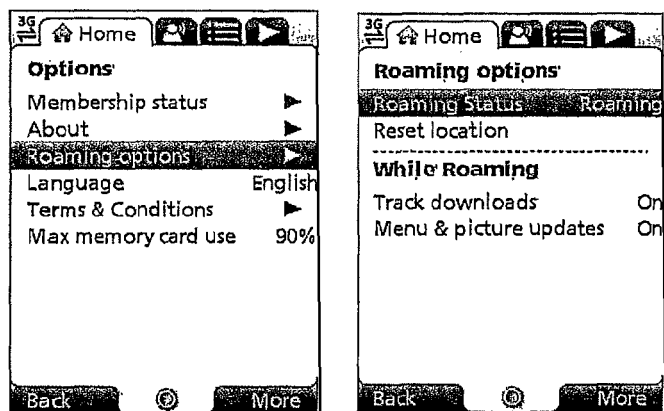 3G
Home
Options
Membership status
About
Roaming options
Language English
Terms & Conditions
Max memory card use 90%
Back More
3G
Home
Roaming options
Roaming Status Roaming
Reset location
While Roaming
Track downloads On
Menu & picture updates On
Back More